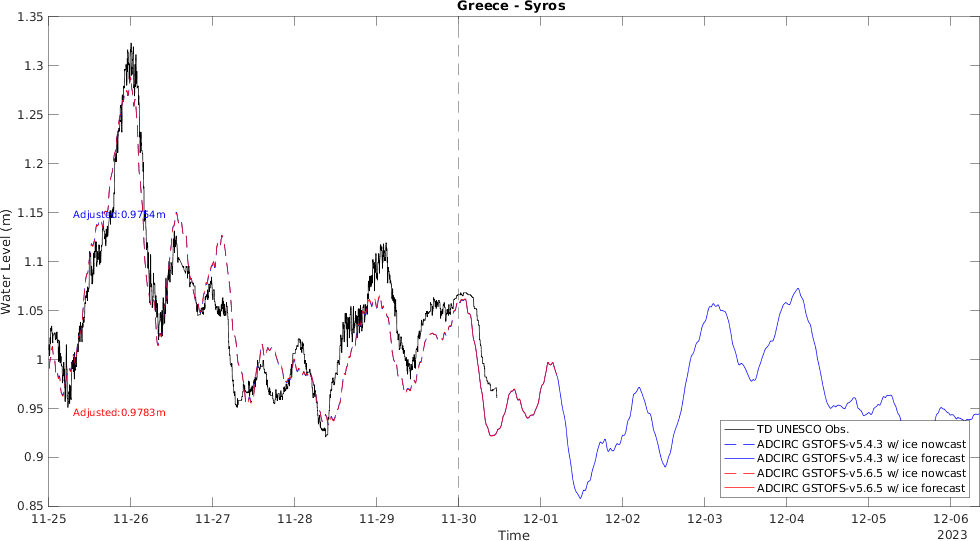 Greece - Syros
1.35
1.3
1.25
1.2
1.15
1.1
1.05
1
0.95
0.9
0.85
Water Level (m)
Adjusted:0.9764m
Adjusted:0.9783m
TD UNESCO Obs.
ADCIRC GSTOFS-v5.4.3 w/ ice nowcast
ADCIRC GSTOFS-v5.4.3 w/ ice forecast
ADCIRC GSTOFS-v5.6.5 w/ ice nowcast
ADCIRC GSTOFS-v5.6.5 w/ ice forecast
11-25 11-26 11-27 11-28 11-29 11-30 12-01 12-02 12-03 12-04 12-05 12-06
Time
2023